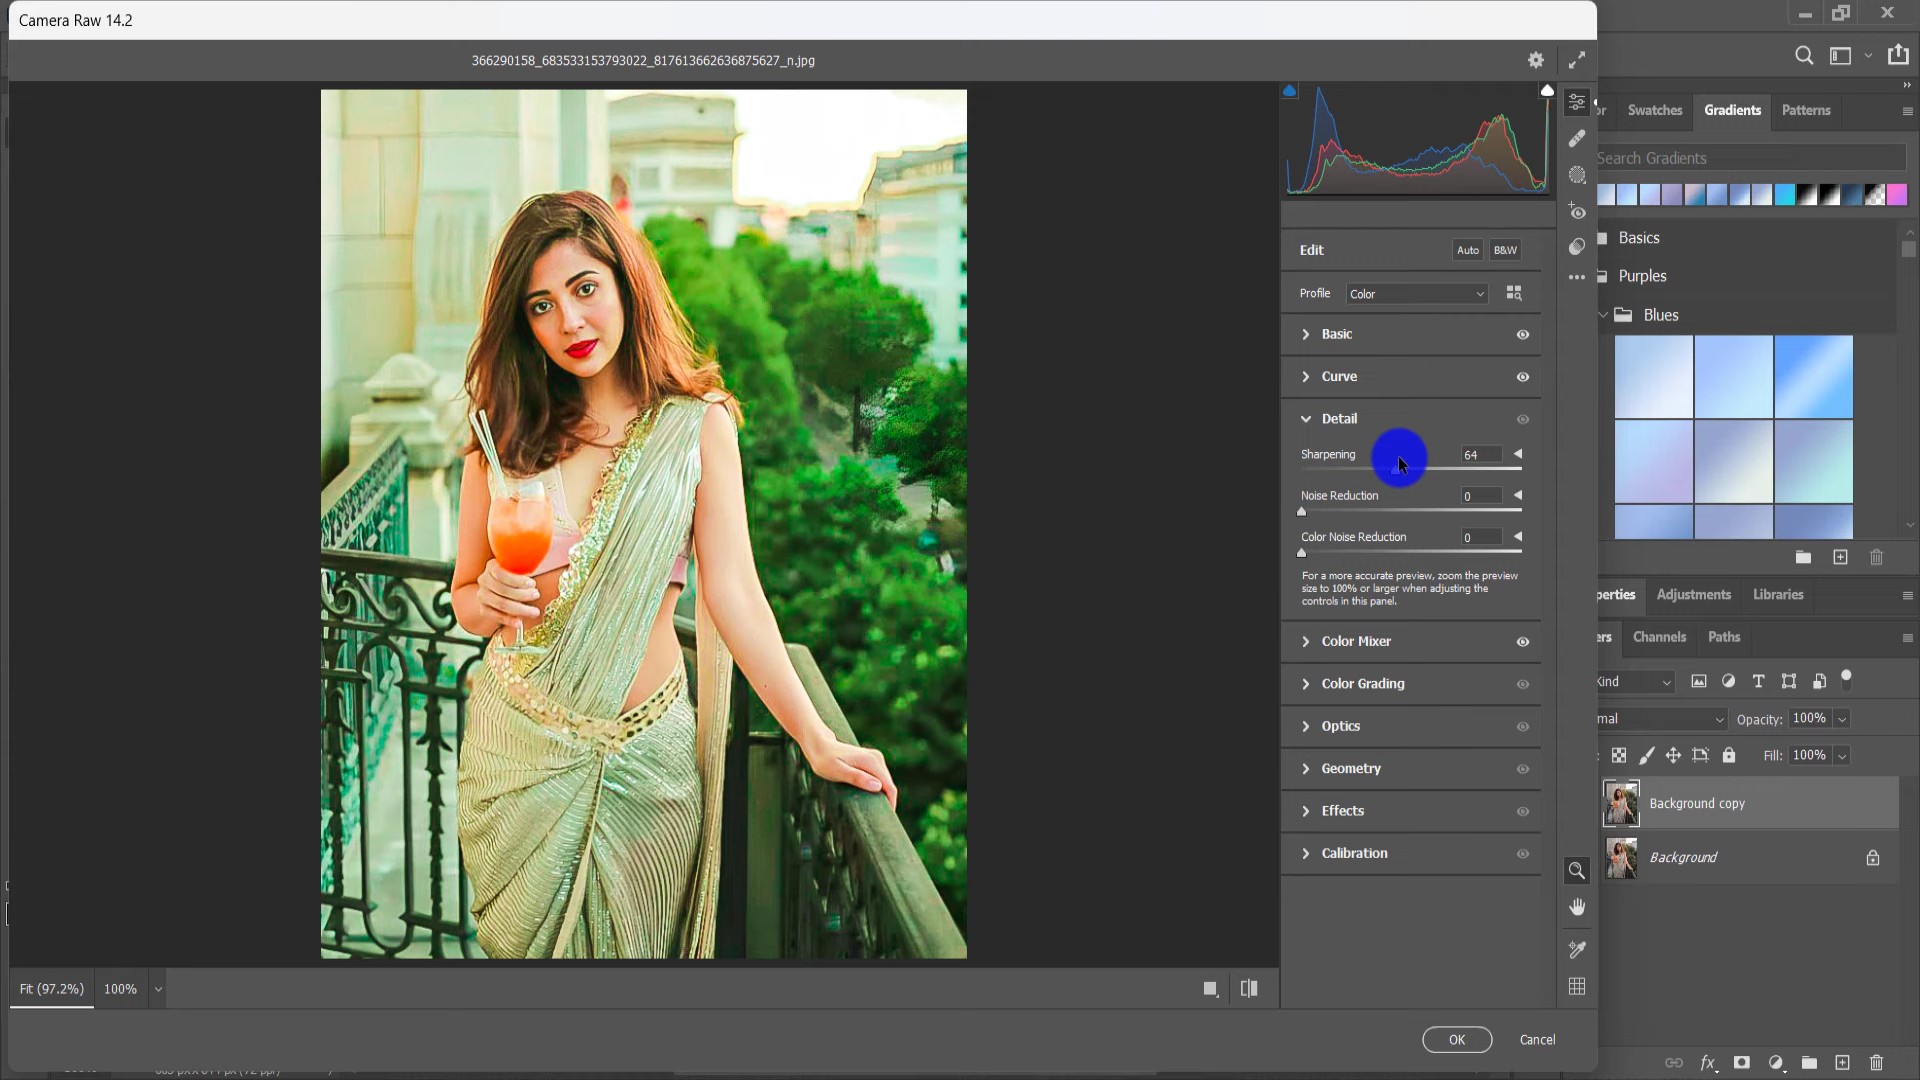 Camera Raw 14.2
366290158_683533153793022_817613662636875627_n.jpg
Swatches
Gradients
Patterns
Search Gradients
Basics
Purples
Blues
Edit
Auto
B&W
Profile
Color
Basic
Curve
Detail
Sharpening
64
Noise Reduction
0
Color Noise Reduction
0
For a more accurate preview, zoom the preview
size to 100% or larger when adjusting the
controls in this panel.
Color Mixer
Color Grading
Optics
Geometry
Effects
Calibration
Adjustments
Libraries
Channels
Paths
Kind
Opacity: 100%
Fill: 100%
Background copy
Background
Fit (97.2%)
100%
OK
Cancel